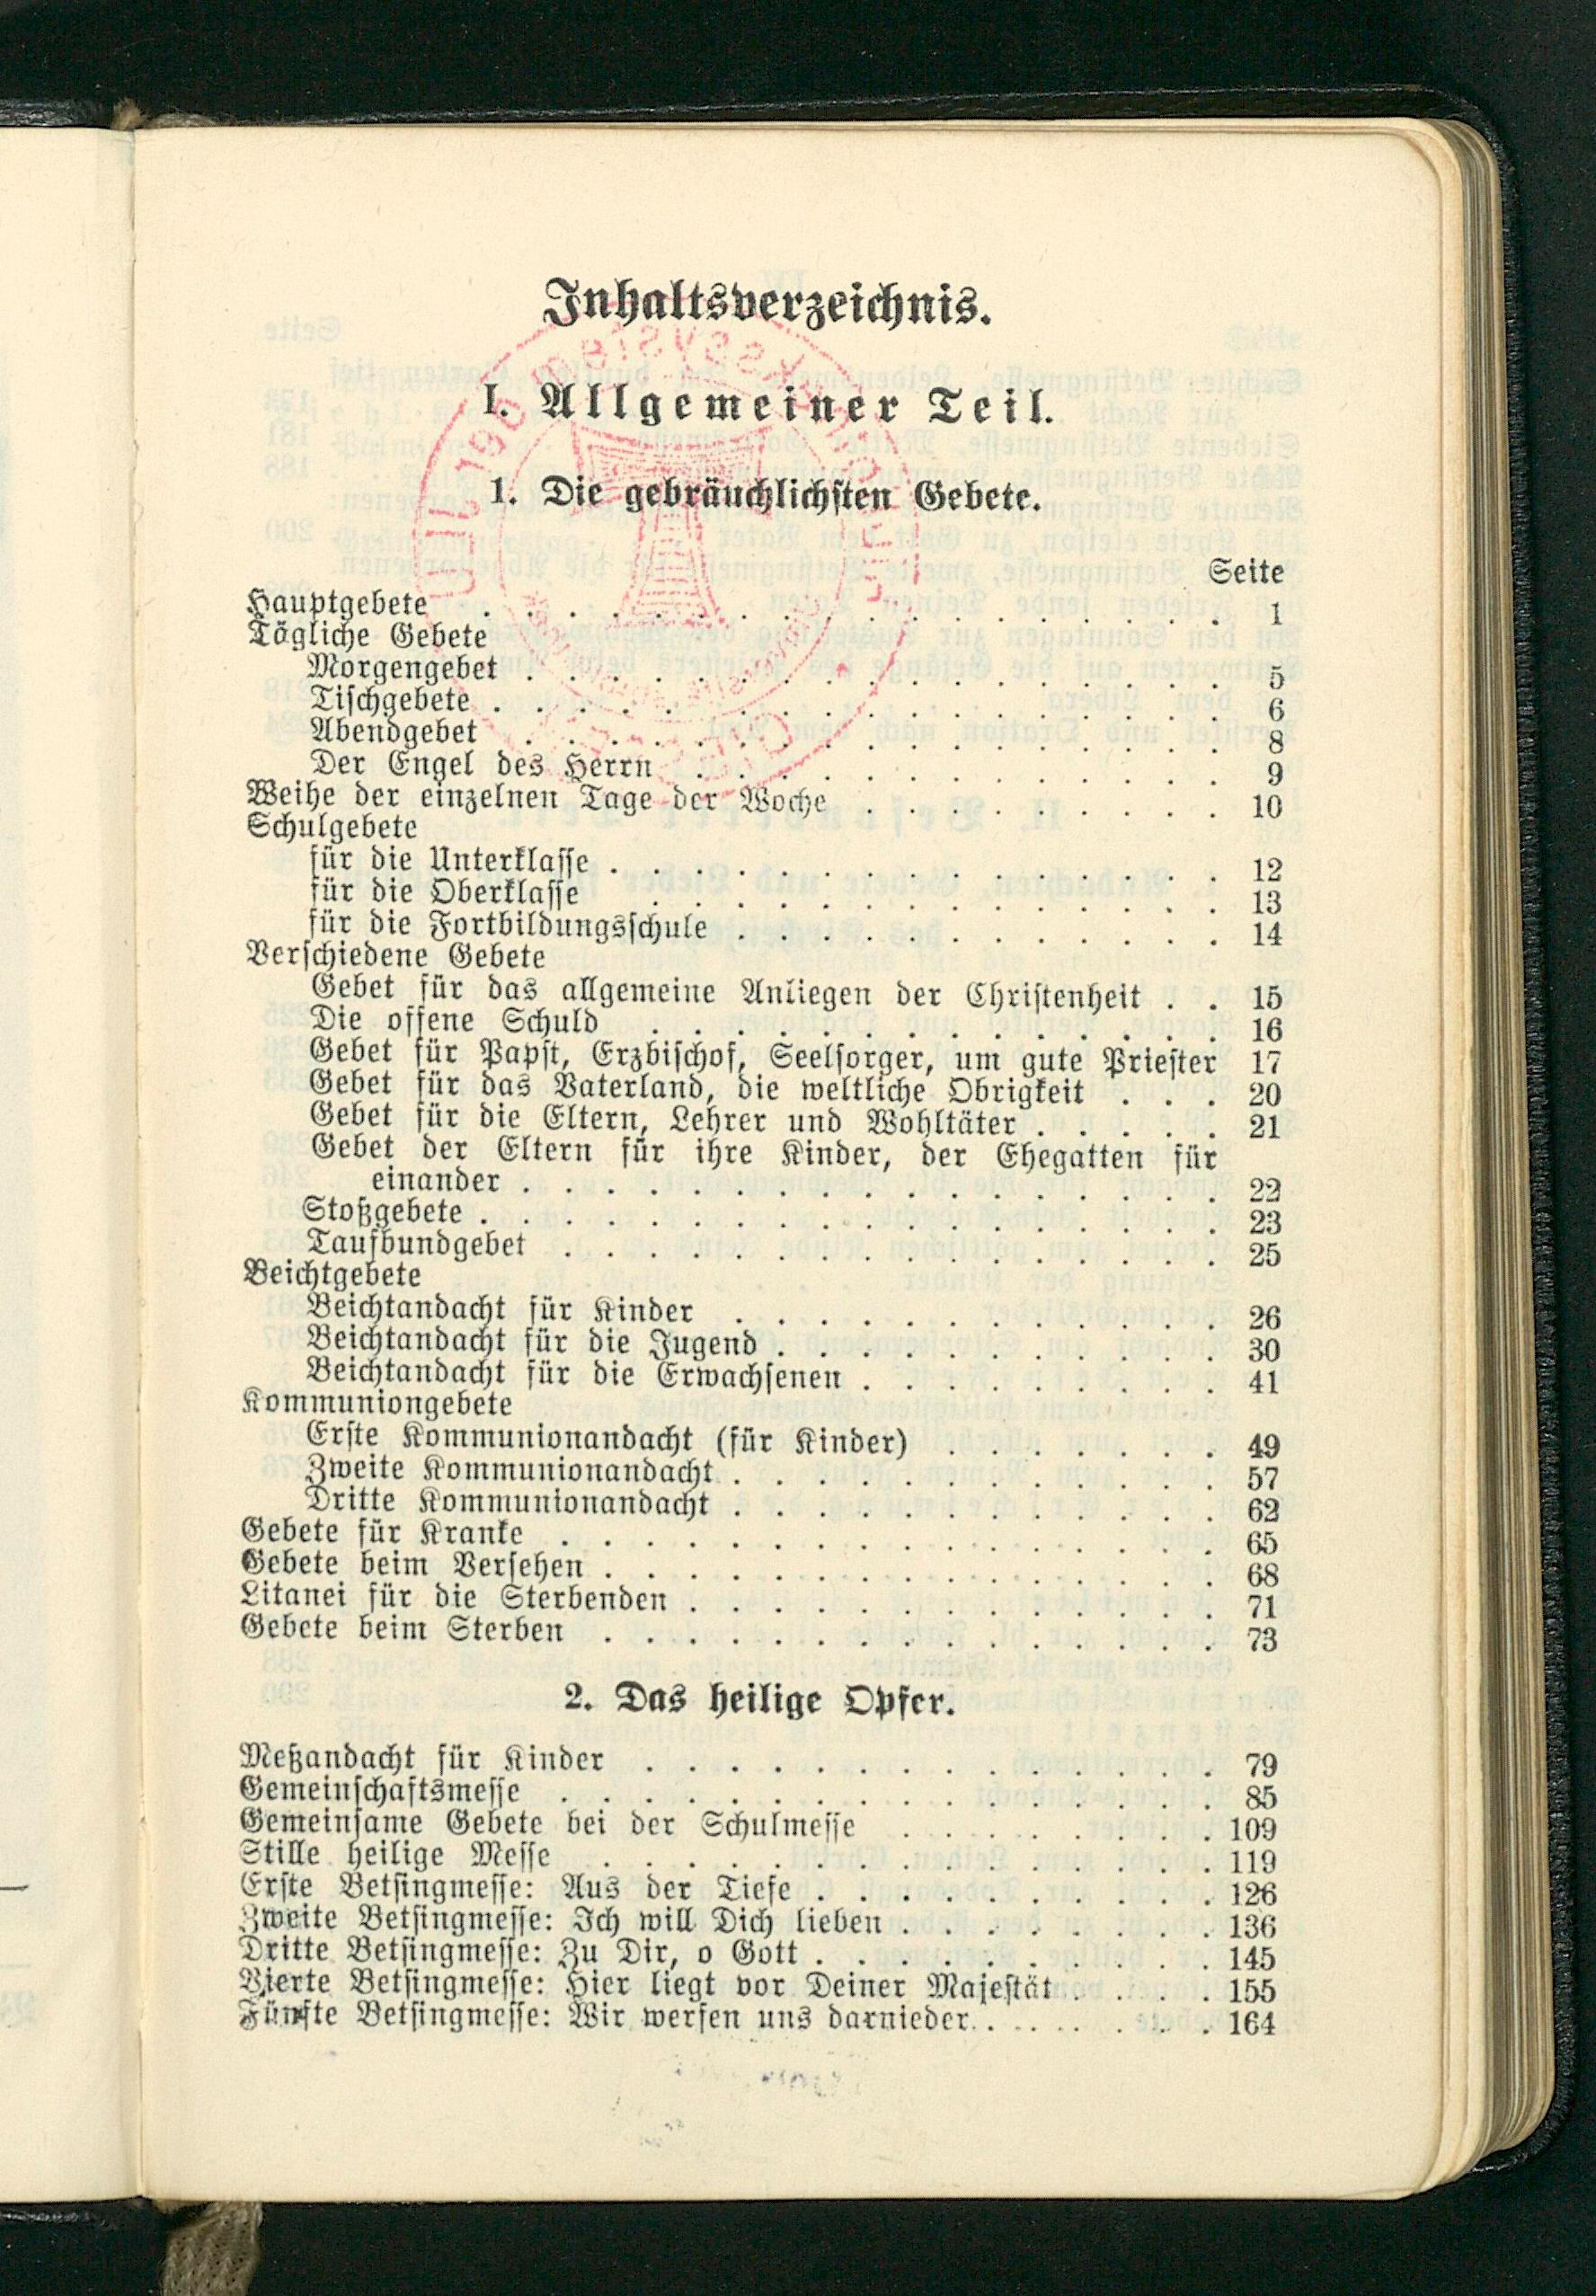 Inhaltsverzeichnis.
I. Allgemeiner Teil.
1. Die gebräuchlichsten Gebete.
Seite
Hauptgebete . . . . . . . . . . . . . . . . . . 1
Tägliche Gebete
Morgengebet . . . . . . . . . . . . . . . . . 5
Tischgebete . . . . . . . . . . . . . . . . . . 6
Abendgebet . . . . . . . . . . . . . . . . . 8
Der Engel des Herrn . . . . . . . . . . . . . 9
Weihe der einzelnen Tage der Woche . . . . . . . . . 10
Schulgebete
für die Unterklasse . . . . . . . . . . . . . . . 12
für die Oberklasse . . . . . . . . . . . . . . 13
für die Fortbildungsschule . . . . . . . . . . . . 14
Verschiedene Gebete
Gebet für das allgemeine Anliegen der Christenheit . . 15
Die offene Schuld . . . . . . . . . . . . . . 16
Gebet für Papst, Erzbischof, Seelsorger, um gute Priester 17
Gebet für das Vaterland, die weltliche Obrigkeit . . . 20
Gebet für die Eltern, Lehrer und Wohltäter . . . . . 21
Gebet der Eltern für ihre Kinder, der Ehegatten für
einander . . . . . . . . . . . . . . . . . 22
Stoßgebete . . . . . . . . . . . . . . . . . . 23
Taufbundgebet . . . . . . . . . . . . . . . . 25
Beichtgebete
Beichtandacht für Kinder . . . . . . . . . . . . 26
Beichtandacht für die Jugend . . . . . . . . . . . 30
Beichtandacht für die Erwachsenen . . . . . . . . . 41
Kommuniongebete
Erste Kommunionandacht (für Kinder) . . . . . . . 49
Zweite Kommunionandacht . . . . . . . . . . . . 57
Dritte Kommunionandacht . . . . . . . . . . . . 62
Gebete für Kranke . . . . . . . . . . . . . . . . 65
Gebete beim Versehen . . . . . . . . . . . . . . . 68
Litanei für die Sterbenden . . . . . . . . . . . . . 71
Gebete beim Sterben . . . . . . . . . . . . . . . 73
2. Das heilige Opfer.
Meßandacht für Kinder . . . . . . . . . . . . . . 79
Gemeinschaftsmesse . . . . . . . . . . . . . . . . 85
Gemeinsame Gebete bei der Schulmesse . . . . . . . . 109
Stille heilige Messe . . . . . . . . . . . . . . . 119
Erste Betsingmesse: Aus der Tiefe . . . . . . . . . . 126
Zweite Betsingmesse: Ich will Dich lieben . . . . . . . . 136
Dritte Betsingmesse: Zu Dir, o Gott . . . . . . . . . . 145
Vierte Betsingmesse: Hier liegt vor Deiner Majestät . . . . 155
Fünfte Betsingmesse: Wir werfen uns darnieder . . . . . . 164